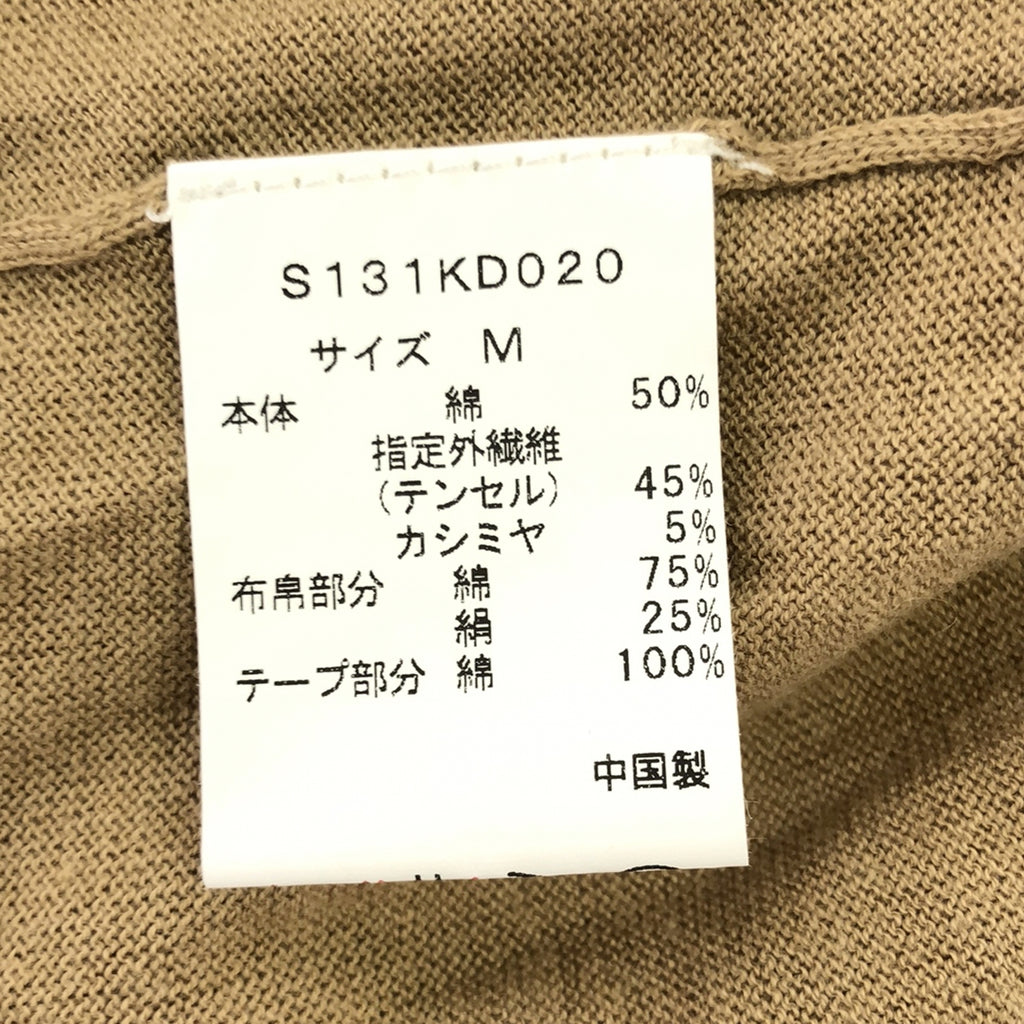 S131KD020
サイズ M
本体 綿 50%
指定外繊維
(テンセル) 45%
カシミヤ 5%
布帛部分 綿 75%
絹 25%
テープ部分 綿 100%
中国製